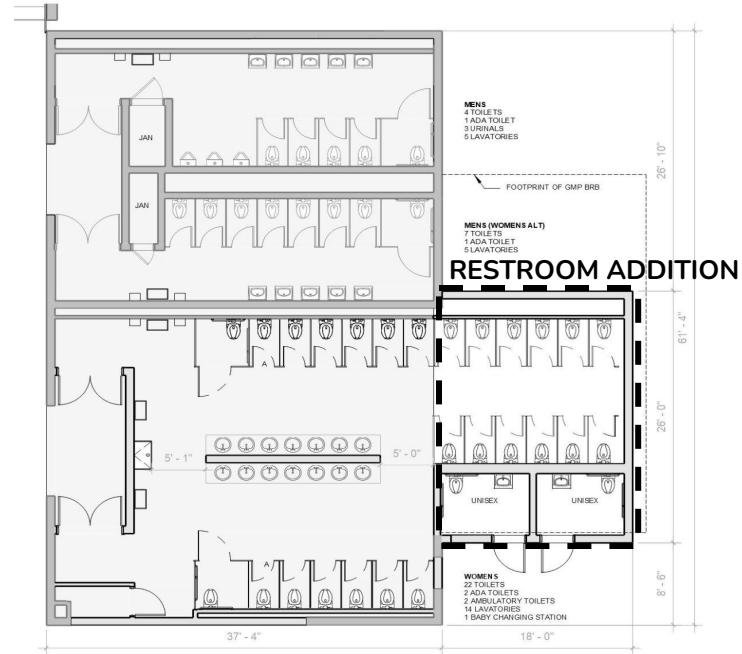 MENS
4 TOILETS
1 ADA TOILET
3 URINALS
5 LAVATORIES
JAN
26' - 10"
FOOTPRINT OF GMP BRB
JAN
MENS (WOMENS ALT)
7 TOILETS
1 ADA TOILET
5 LAVATORIES
RESTROOM ADDITION
61' - 4"
A
26' - 0"
5' - 1"
5' - 0"
UNISEX
UNISEX
A
WOMENS
22 TOILETS
2 ADA TOILETS
2 AMBULATORY TOILETS
14 LAVATORIES
1 BABY CHANGING STATION
8' - 6"
37' - 4"
18' - 0"